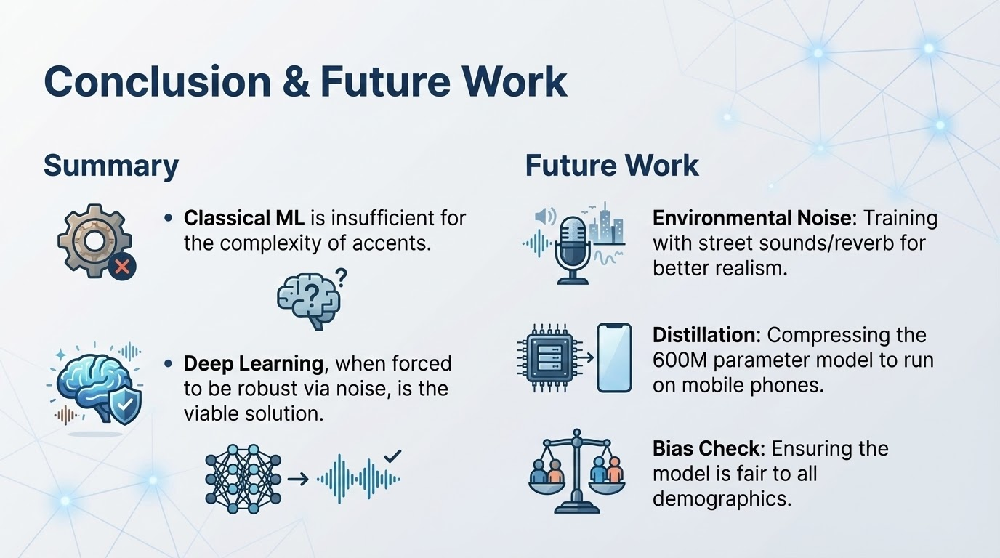 Conclusion & Future Work
Summary
• Classical ML is insufficient for
the complexity of accents.
? ?
• Deep Learning, when forced
to be robust via noise, is the
viable solution.
Future Work
Environmental Noise: Training
with street sounds/reverb for
better realism.
Distillation: Compressing the
600M parameter model to run
on mobile phones.
Bias Check: Ensuring the
model is fair to all
demographics.